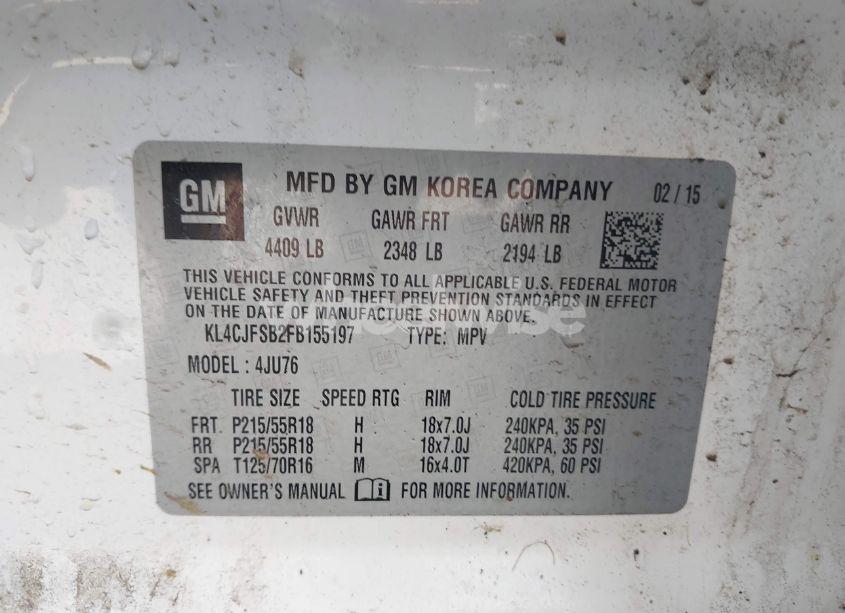 GM MFD BY GM KOREA COMPANY 02 / 15
GVWR GAWR FRT GAWR RR
4409 LB 2348 LB 2194 LB
THIS VEHICLE CONFORMS TO ALL APPLICABLE U.S. FEDERAL MOTOR
VEHICLE SAFETY AND THEFT PREVENTION STANDARDS IN EFFECT
ON THE DATE OF MANUFACTURE SHOWN ABOVE.
KL4CJFSB2FB155197 TYPE: MPV
MODEL : 4JU76
TIRE SIZE SPEED RTG RIM COLD TIRE PRESSURE
FRT. P215/55R18 H 18x7.0J 240KPA, 35 PSI
RR P215/55R18 H 18x7.0J 240KPA, 35 PSI
SPA T125/70R16 M 16x4.0T 420KPA, 60 PSI
SEE OWNER'S MANUAL FOR MORE INFORMATION.